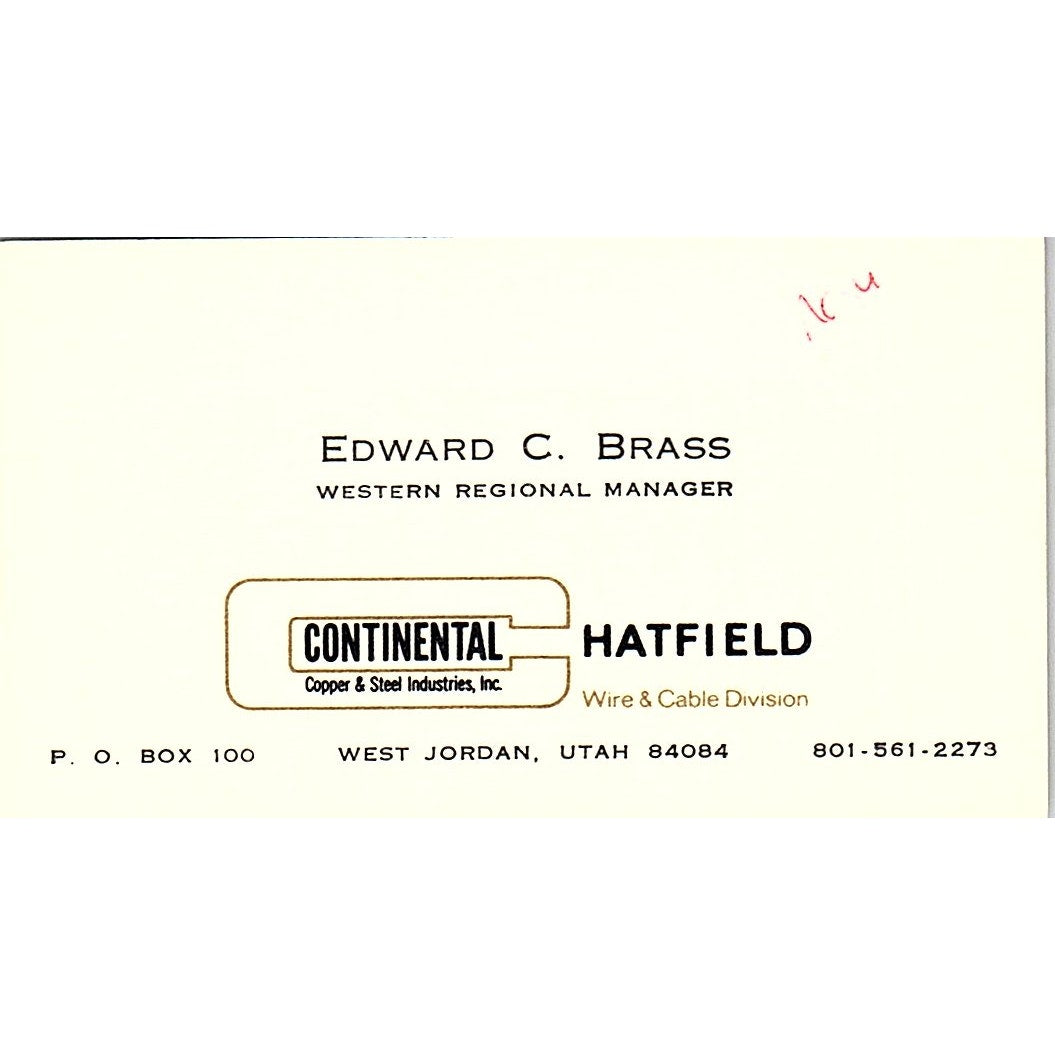 EDWARD C. BRASS
WESTERN REGIONAL MANAGER
CONTINENTAL
Copper & Steel Industries, Inc.
HATFIELD
Wire & Cable Division
P. O. BOX 100 WEST JORDAN, UTAH 84084 801-561-2273